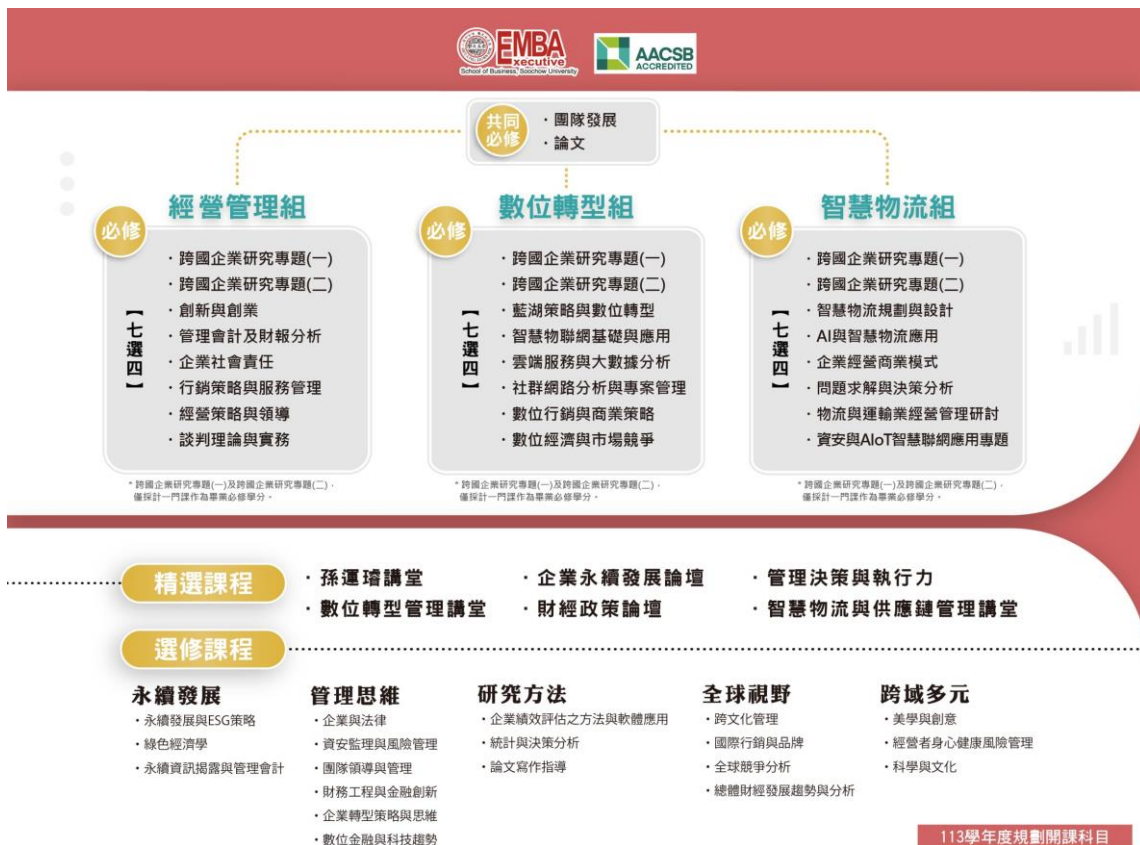 EMBA
Executive
School of Business, Soochow University
AACSB
ACCREDITED
共同
必修
・團隊發展
・論文
經營管理組
必修
【七選四】
・跨國企業研究專題(一)
・跨國企業研究專題(二)
・創新與創業
・管理會計及財報分析
・企業社會責任
・行銷策略與服務管理
・經營策略與領導
・談判理論與實務
*跨國企業研究專題(一)及跨國企業研究專題(二),
僅採計一門課作為畢業必修學分。
數位轉型組
必修
【七選四】
・跨國企業研究專題(一)
・跨國企業研究專題(二)
・藍湖策略與數位轉型
・智慧物聯網基礎與應用
・雲端服務與大數據分析
・社群網路分析與專案管理
・數位行銷與商業策略
・數位經濟與市場競爭
*跨國企業研究專題(一)及跨國企業研究專題(二),
僅採計一門課作為畢業必修學分。
智慧物流組
必修
【七選四】
・跨國企業研究專題(一)
・跨國企業研究專題(二)
・智慧物流規劃與設計
・AI與智慧物流應用
・企業經營商業模式
・問題求解與決策分析
・物流與運輸業經營管理研討
・資安與AIoT智慧聯網應用專題
*跨國企業研究專題(一)及跨國企業研究專題(二),
僅採計一門課作為畢業必修學分。
精選課程
・孫運璿講堂
・企業永續發展論壇
・管理決策與執行力
・數位轉型管理講堂
・財經政策論壇
・智慧物流與供應鏈管理講堂
選修課程
永續發展
・永續發展與ESG策略
・綠色經濟學
・永續資訊揭露與管理會計
管理思維
・企業與法律
・資安監理與風險管理
・團隊領導與管理
・財務工程與金融創新
・企業轉型策略與思維
・數位金融與科技趨勢
研究方法
・企業績效評估之方法與軟體應用
・統計與決策分析
・論文寫作指導
全球視野
・跨文化管理
・國際行銷與品牌
・全球競爭分析
・總體財經發展趨勢與分析
跨域多元
・美學與創意
・經營者身心健康風險管理
・科學與文化
113學年度規劃開課科目